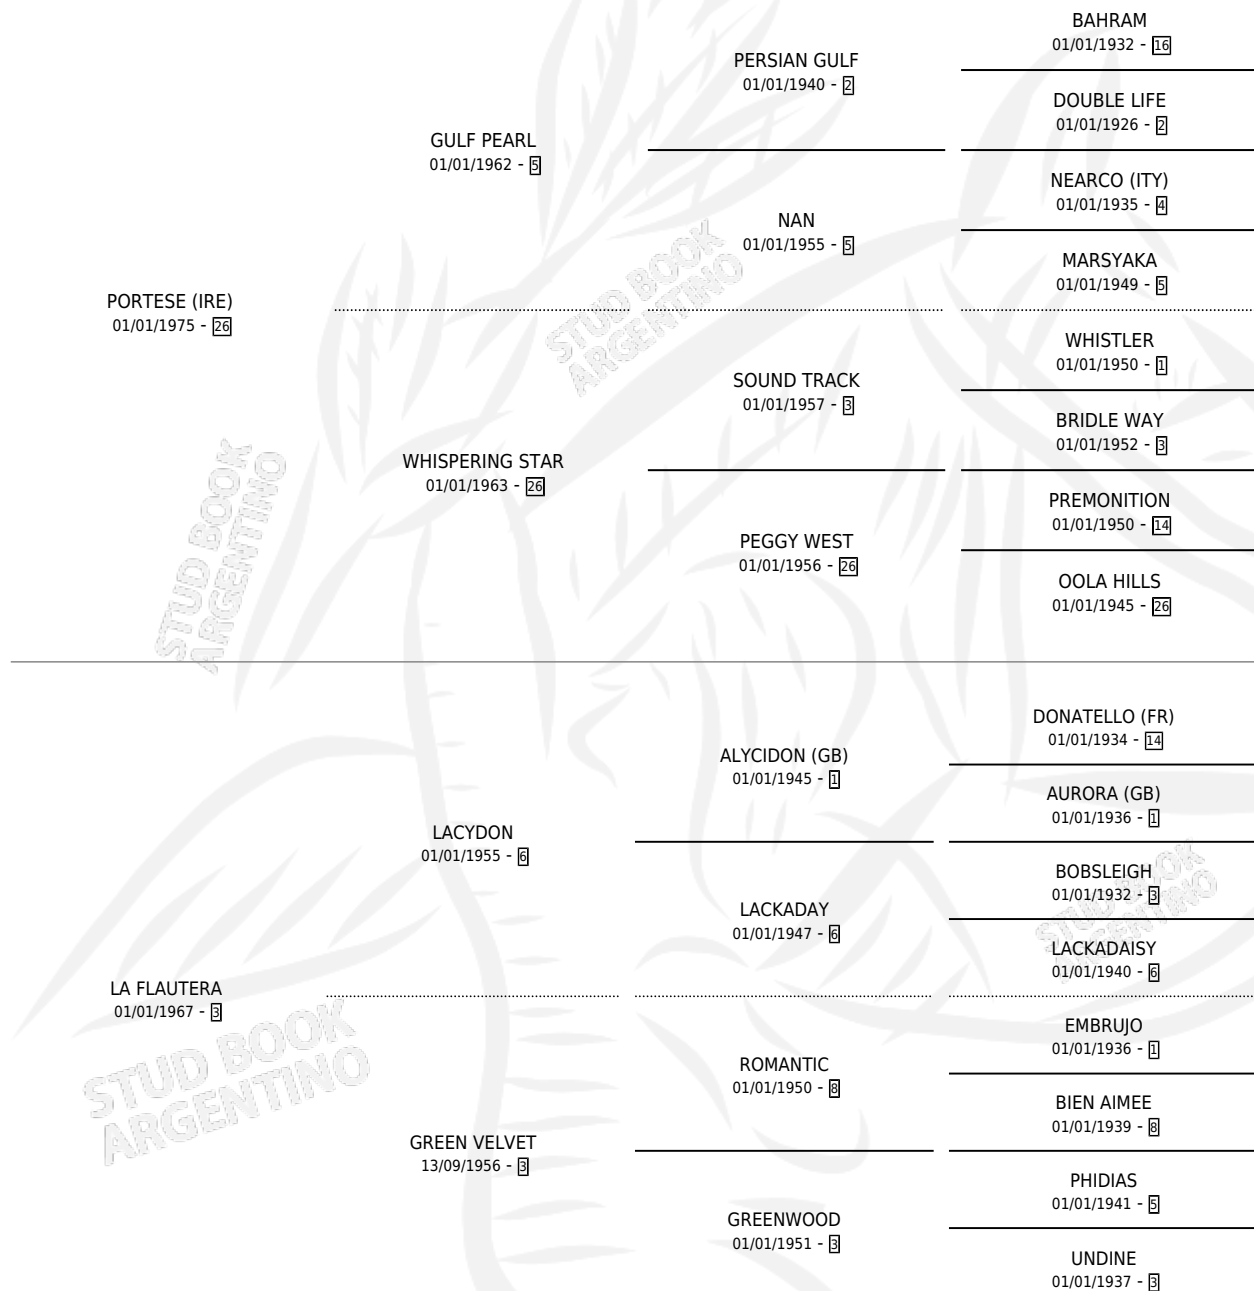 BAHRAM
01/01/1932 - 16
PERSIAN GULF
01/01/1940 - 2
DOUBLE LIFE
01/01/1926 - 2
GULF PEARL
01/01/1962 - 5
NEARCO (ITY)
01/01/1935 - 4
NAN
01/01/1955 - 5
MARSYAKA
01/01/1949 - 5
STUD BOOK
ARGENTINO
PORTESE (IRE)
01/01/1975 - 26
WHISTLER
01/01/1950 - 1
SOUND TRACK
01/01/1957 - 3
BRIDLE WAY
01/01/1952 - 3
WHISPERING STAR
01/01/1963 - 26
PREMONITION
01/01/1950 - 14
PEGGY WEST
01/01/1956 - 26
OOLA HILLS
01/01/1945 - 26
STUD BOOK
ARGENTINO
DONATELLO (FR)
01/01/1934 - 14
ALYCIDON (GB)
01/01/1945 - 1
AURORA (GB)
01/01/1936 - 1
LACYDON
01/01/1955 - 6
BOBSLEIGH
01/01/1932 - 3
LACKADAY
01/01/1947 - 6
STUD BOOK
ARGENTINO
LACKADAISY
01/01/1940 - 6
LA FLAUTERA
01/01/1967 - 3
STUD BOOK
ARGENTINO
EMBRUJO
01/01/1936 - 1
ROMANTIC
01/01/1950 - 8
BIEN AIMEE
01/01/1939 - 8
GREEN VELVET
13/09/1956 - 3
PHIDIAS
01/01/1941 - 5
GREENWOOD
01/01/1951 - 3
UNDINE
01/01/1937 - 3